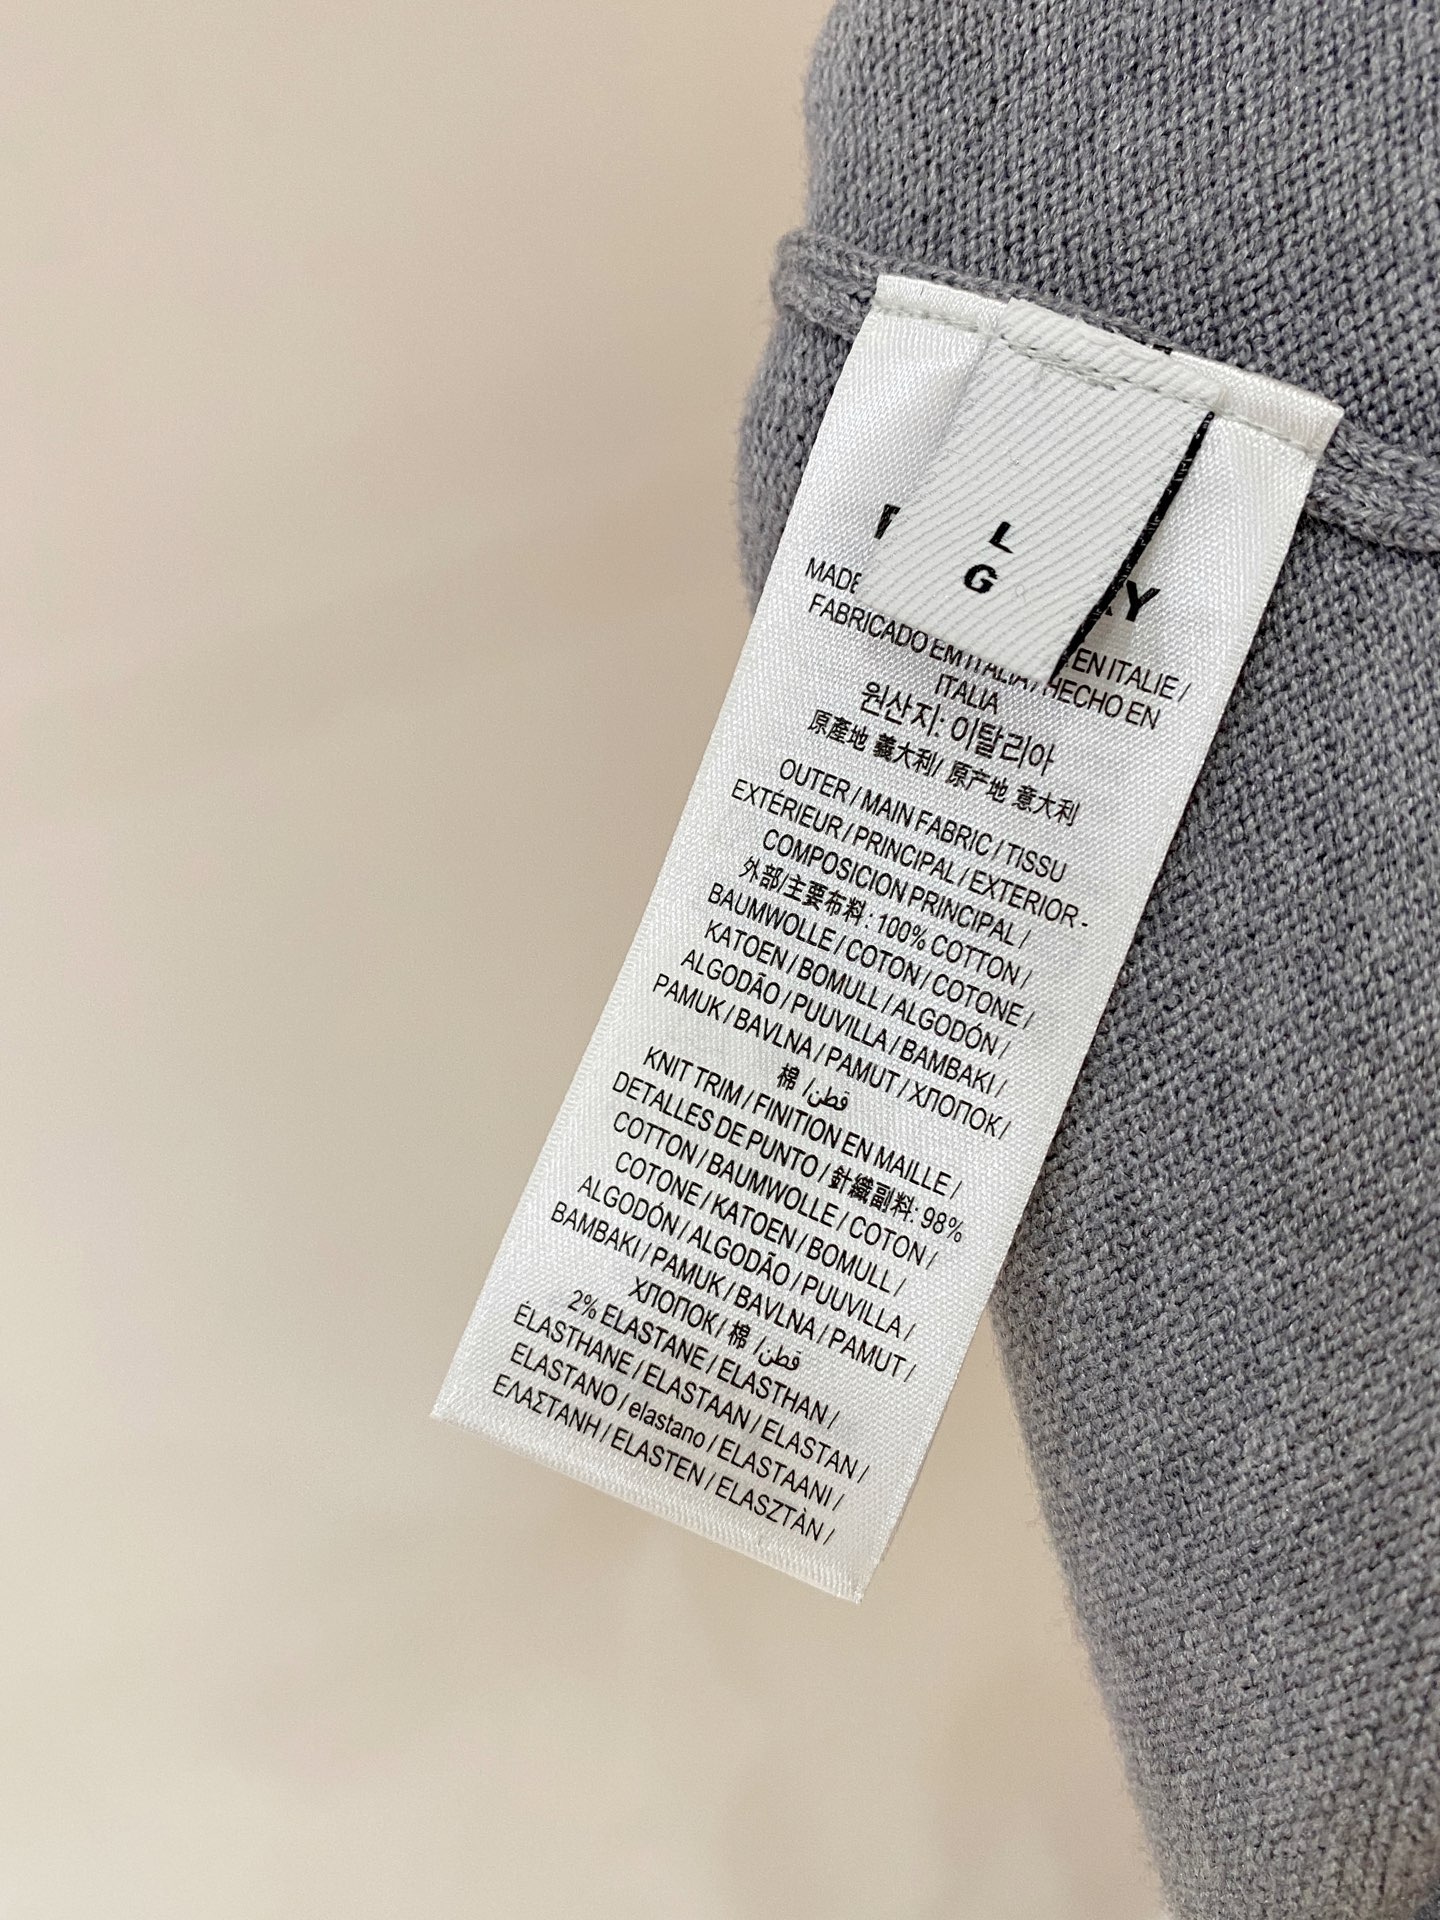 L
G
MADE
EN ITALIE /
FABRICADO EM ITALIA / HECHO EN
ITALIA
원산지: 이탈리아
原產地 義大利/ 原产地 意大利
OUTER / MAIN FABRIC / TISSU
EXTÉRIEUR / PRINCIPAL / EXTERIOR -
COMPOSICION PRINCIPAL /
外部/主要布料: 100% COTTON /
BAUMWOLLE / COTON / COTONE /
KATOEN / BOMULL / ALGODÓN /
ALGODÃO / PUUVILLA / BAMBAKI /
PAMUK / BAVLNA / PAMUT / ХЛОПОК /
棉 /قطن
KNIT TRIM / FINITION EN MAILLE /
DETALLES DE PUNTO / 針織副料: 98%
COTTON / BAUMWOLLE / COTON /
COTONE / KATOEN / BOMULL /
ALGODÓN / ALGODÃO / PUUVILLA /
BAMBAKI / PAMUK / BAVLNA / PAMUT /
ХЛОПОК / 棉 /قطن
2% ELASTANE / ELASTHAN /
ÉLASTHANE / ELASTAAN / ELASTAN /
ELASTANO / elastano / ELASTAANI /
ΕΛΑΣΤΑΝΗ / ELASTEN / ELASZTÀN /